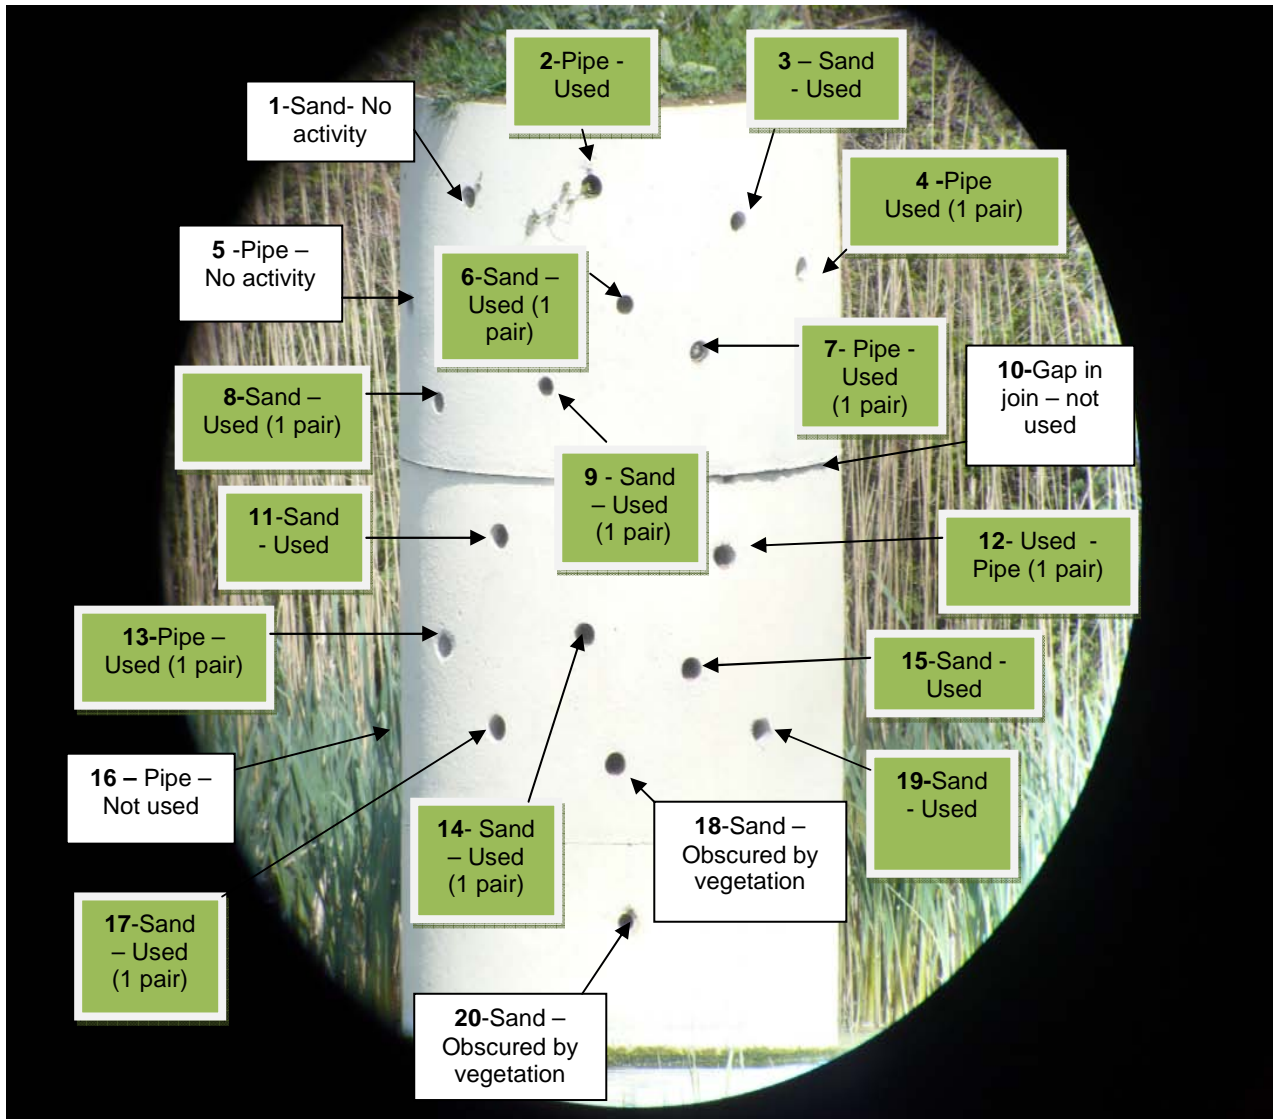 1-Sand- No
activity
2-Pipe -
Used
3 – Sand
- Used
4 -Pipe
Used (1 pair)
5 -Pipe –
No activity
6-Sand –
Used (1
pair)
7- Pipe -
Used
(1 pair)
8-Sand –
Used (1 pair)
9 - Sand
– Used
(1 pair)
10-Gap in
join – not
used
11-Sand
- Used
12- Used -
Pipe (1 pair)
13-Pipe –
Used (1 pair)
14- Sand
– Used
(1 pair)
15-Sand -
Used
16 – Pipe –
Not used
17-Sand
– Used
(1 pair)
18-Sand –
Obscured by
vegetation
19-Sand
- Used
20-Sand –
Obscured by
vegetation